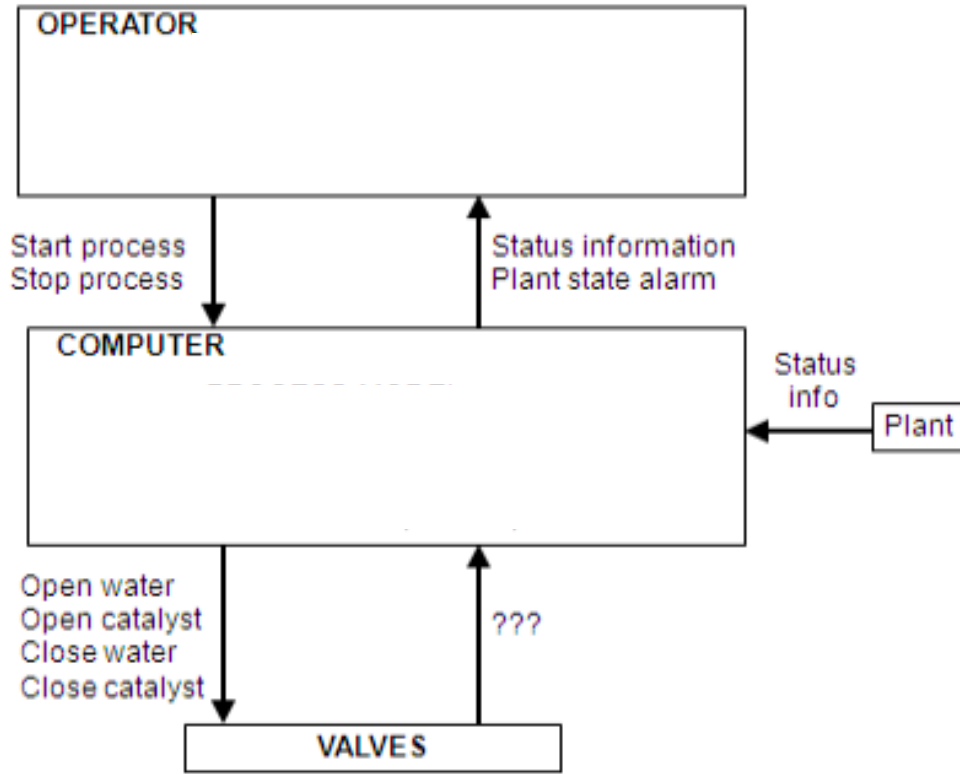 OPERATOR
Start process
Stop process
Status information
Plant state alarm
COMPUTER
Status
info
Plant
Open water
Open catalyst
Close water
Close catalyst
???
VALVES